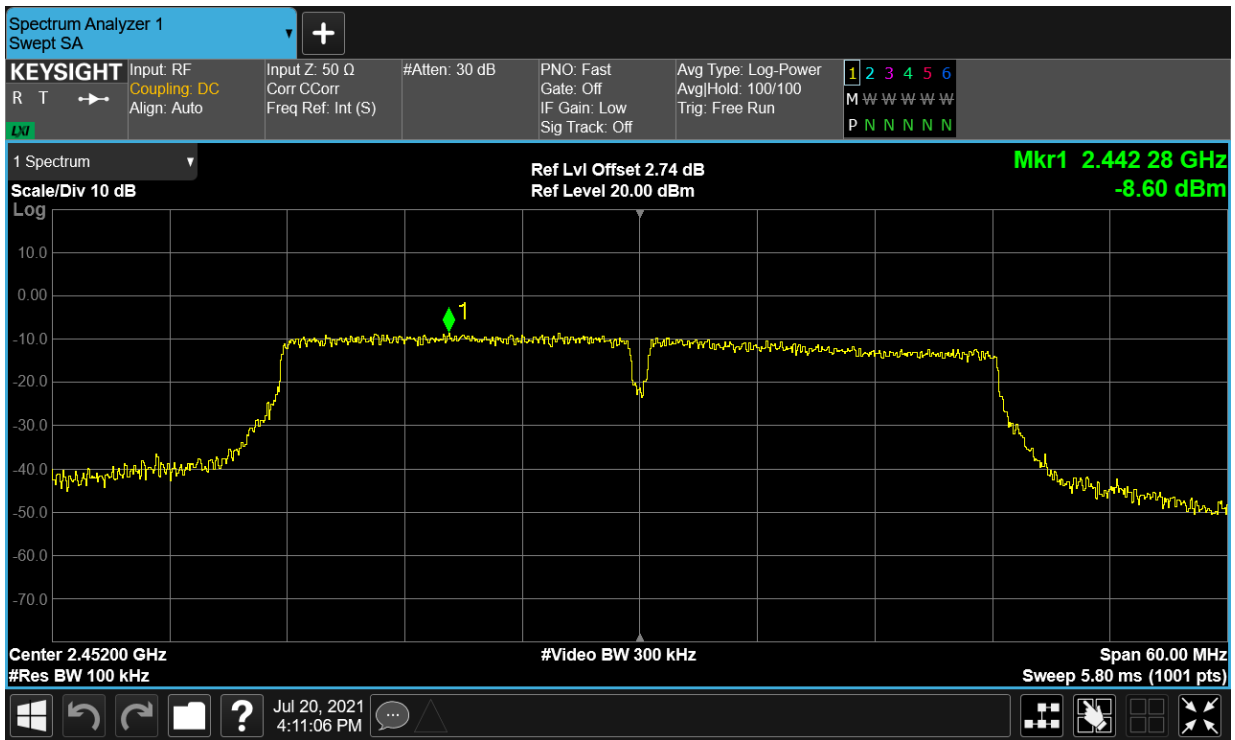 Spectrum Analyzer 1
Swept SA
KEYSIGHT
R T
LXI
Input: RF
Coupling: DC
Align: Auto
Input Z: 50 Ω
Corr CCorr
Freq Ref: Int (S)
#Atten: 30 dB
PNO: Fast
Gate: Off
IF Gain: Low
Sig Track: Off
Avg Type: Log-Power
Avg|Hold: 100/100
Trig: Free Run
1 2 3 4 5 6
M W W W W W
P N N N N N
1 Spectrum
Scale/Div 10 dB
Log
Ref Lvl Offset 2.74 dB
Ref Level 20.00 dBm
Mkr1 2.442 28 GHz
-8.60 dBm
10.0
0.00
-10.0
-20.0
-30.0
-40.0
-50.0
-60.0
-70.0
1
Center 2.45200 GHz
#Res BW 100 kHz
#Video BW 300 kHz
Span 60.00 MHz
Sweep 5.80 ms (1001 pts)
?
Jul 20, 2021
4:11:06 PM